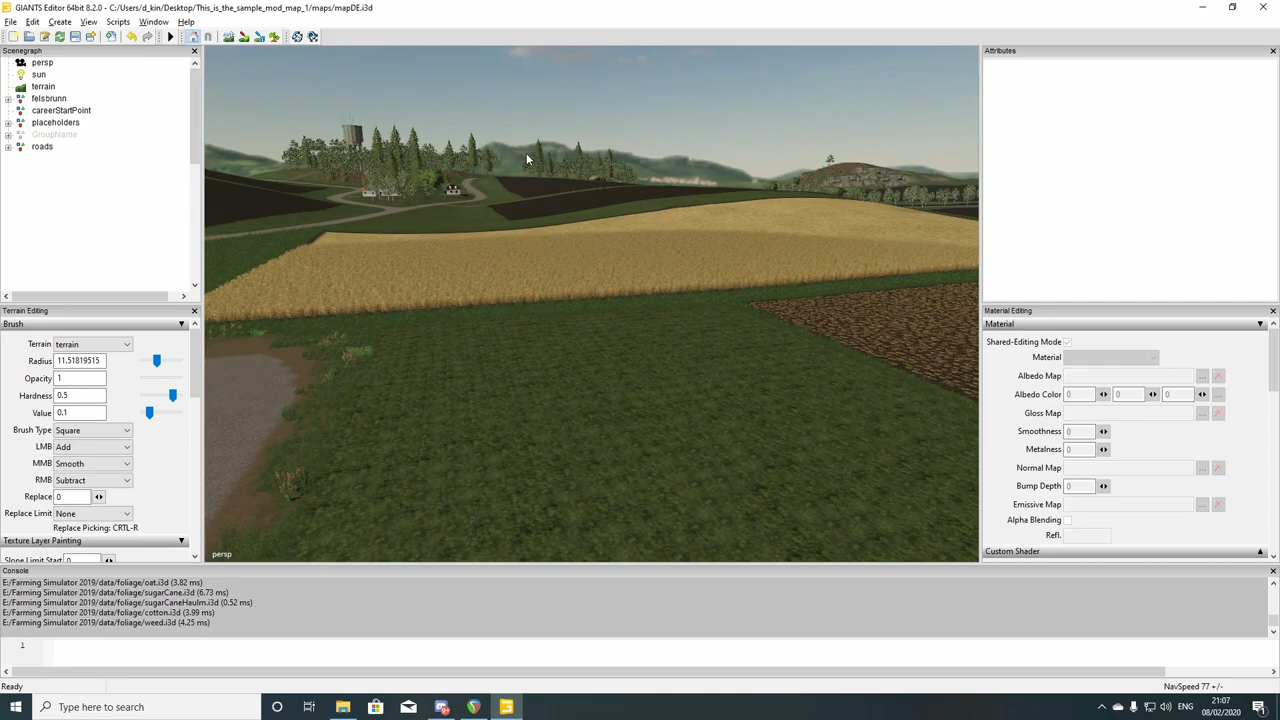 GIANTS Editor 64bit 8.2.0 - C:/Users/d_kin/Desktop/This_is_the_sample_mod_map_1/maps/mapDE.i3d
File Edit Create View Scripts Window Help
Scenegraph
persp
sun
terrain
felsbrunn
careerStartPoint
placeholders
GroupName
roads
Terrain Editing
Brush
Terrain terrain
Radius 11.51819515
Opacity 1
Hardness 0.5
Value 0.1
Brush Type Square
LMB Add
MMB Smooth
RMB Subtract
Replace 0
Replace Limit None
Replace Picking: CRTL-R
Texture Layer Painting
Slope Limit Start 0
persp
Attributes
Material Editing
Material
Shared-Editing Mode
Material
Albedo Map ...
Albedo Color 0 0 0 ...
Gloss Map ...
Smoothness 0
Metalness 0
Normal Map ...
Bump Depth 0
Emissive Map ...
Alpha Blending
Refl.
Custom Shader
Console
E:/Farming Simulator 2019/data/foliage/oat.i3d (3.82 ms)
E:/Farming Simulator 2019/data/foliage/sugarCane.i3d (6.73 ms)
E:/Farming Simulator 2019/data/foliage/sugarCaneHaulm.i3d (0.52 ms)
E:/Farming Simulator 2019/data/foliage/cotton.i3d (3.99 ms)
E:/Farming Simulator 2019/data/foliage/weed.i3d (4.25 ms)
1
Ready
NavSpeed 77 +/-
Type here to search
ENG
21:07
08/02/2020
1